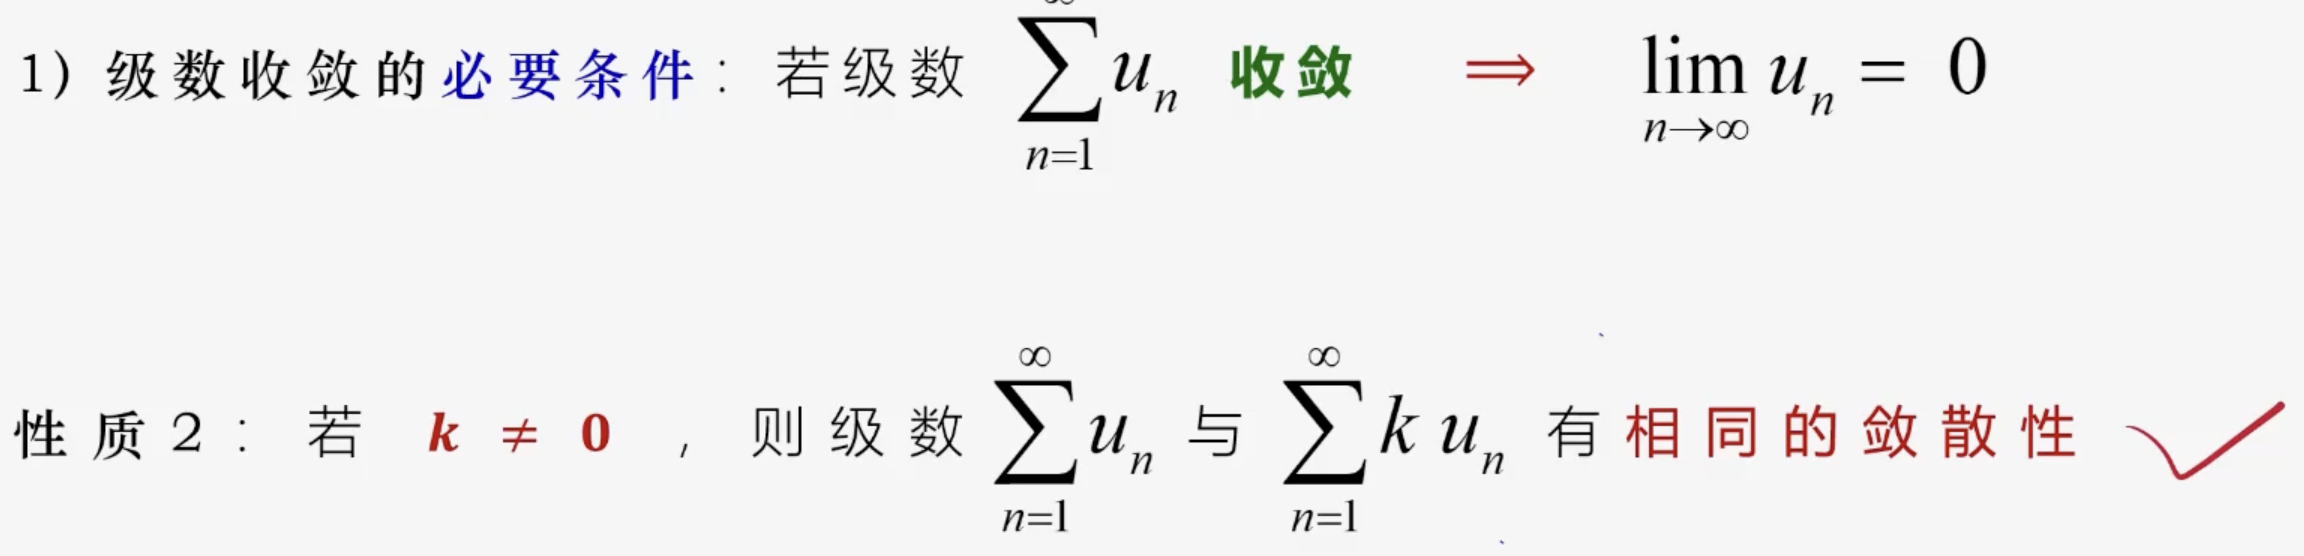 1) 级数收敛的必要条件: 若级数 $\sum_{n=1}^{\infty} u_n$ 收敛 ⇒ $\lim_{n \to \infty} u_n = 0$
性质2: 若 k ≠ 0 , 则级数 $\sum_{n=1}^{\infty} u_n$ 与 $\sum_{n=1}^{\infty} k u_n$ 有相同的敛散性